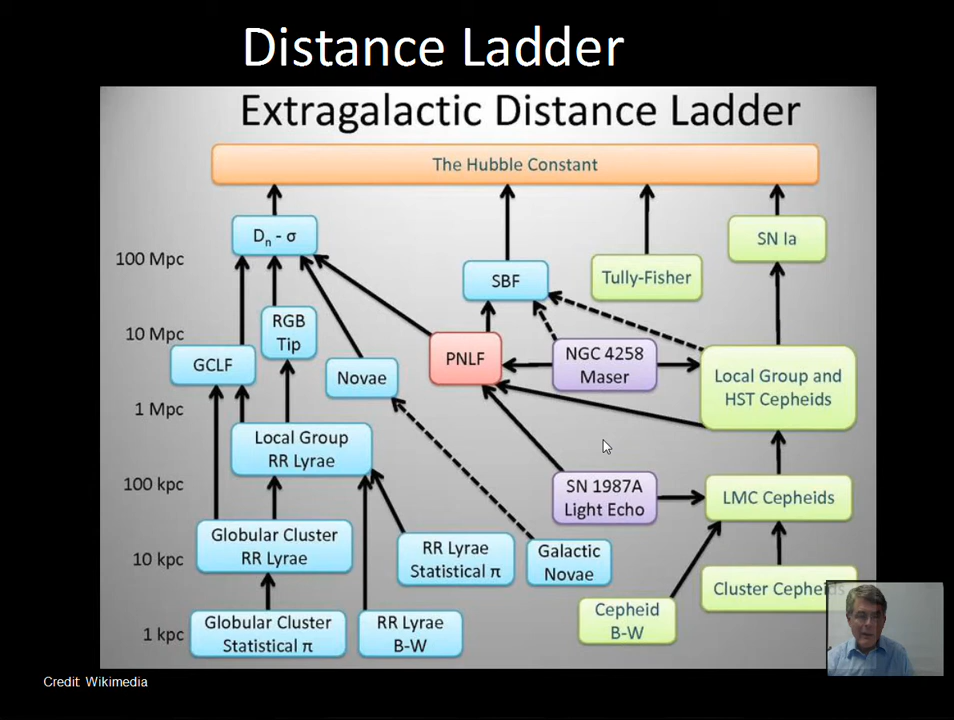 Distance Ladder
Extragalactic Distance Ladder
The Hubble Constant
Dn - σ
SN Ia
100 Mpc
SBF
Tully-Fisher
10 Mpc
RGB
Tip
GCLF
Novae
PNLF
NGC 4258
Maser
Local Group and
HST Cepheids
1 Mpc
Local Group
RR Lyrae
100 kpc
SN 1987A
Light Echo
LMC Cepheids
Globular Cluster
RR Lyrae
10 kpc
RR Lyrae
Statistical π
Galactic
Novae
Cluster Cepheids
1 kpc
Globular Cluster
Statistical π
RR Lyrae
B-W
Cepheid
B-W
Credit: Wikimedia